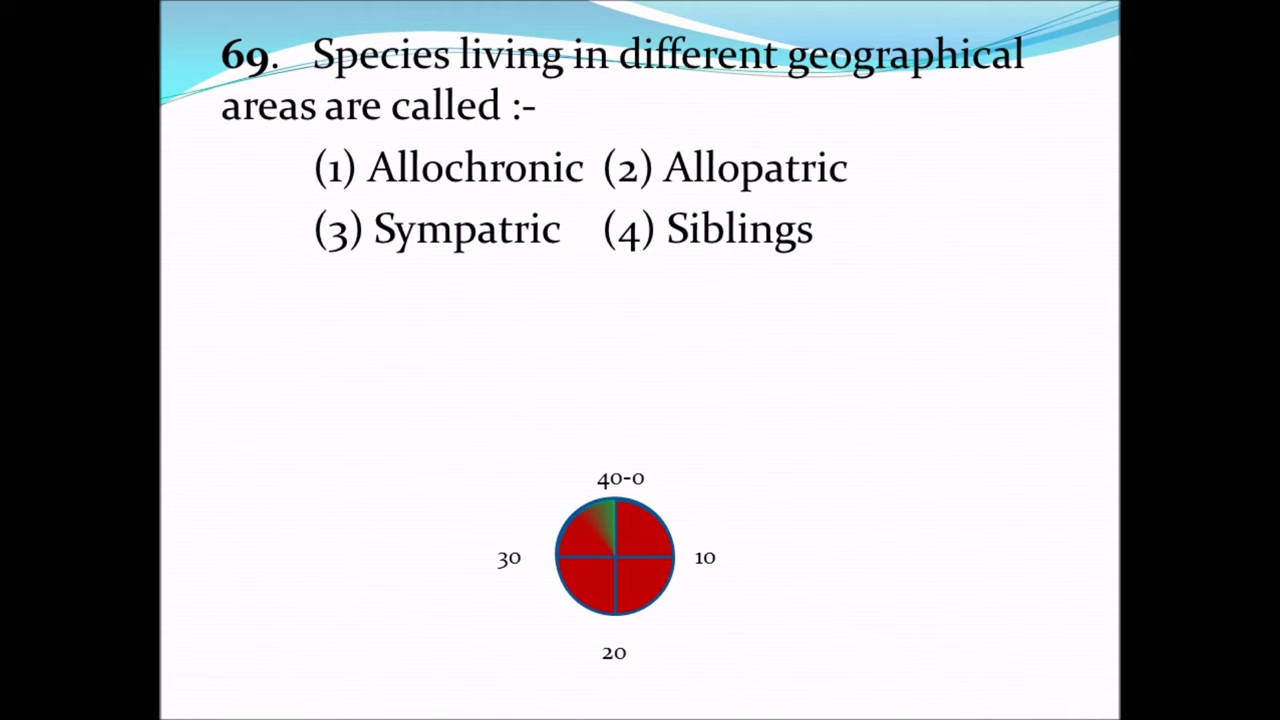 69. Species living in different geographical
areas are called :-
(1) Allochronic (2) Allopatric
(3) Sympatric (4) Siblings
40-0
30
10
20